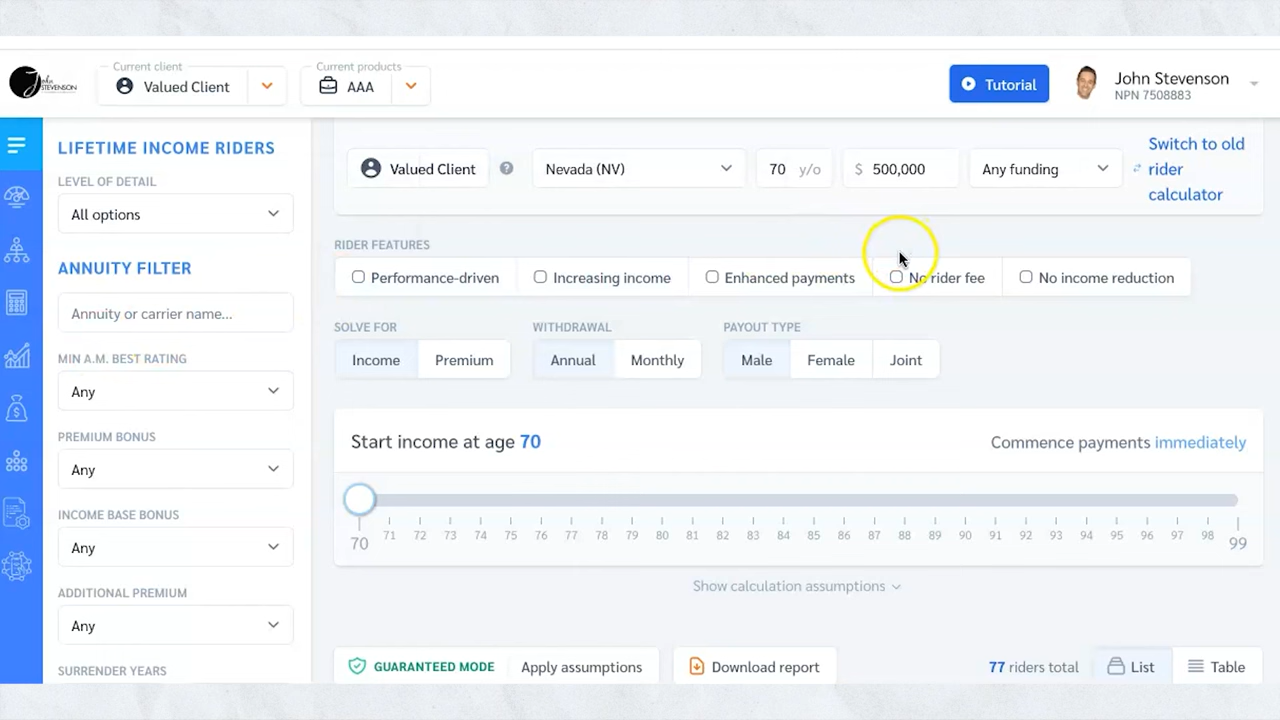 Current client
Valued Client
Current products
AAA
Tutorial
John Stevenson
NPN 7508883
John
STEVENSON
LIFETIME INCOME RIDERS
LEVEL OF DETAIL
All options
ANNUITY FILTER
Annuity or carrier name...
MIN A.M. BEST RATING
Any
PREMIUM BONUS
Any
INCOME BASE BONUS
Any
ADDITIONAL PREMIUM
Any
SURRENDER YEARS
Valued Client
Nevada (NV)
70 y/o
$ 500,000
Any funding
Switch to old
rider
calculator
RIDER FEATURES
Performance-driven
Increasing income
Enhanced payments
No rider fee
No income reduction
SOLVE FOR
Income Premium
WITHDRAWAL
Annual Monthly
PAYOUT TYPE
Male Female Joint
Start income at age 70
Commence payments immediately
70 71 72 73 74 75 76 77 78 79 80 81 82 83 84 85 86 87 88 89 90 91 92 93 94 95 96 97 98 99
Show calculation assumptions
GUARANTEED MODE
Apply assumptions
Download report
77 riders total
List
Table